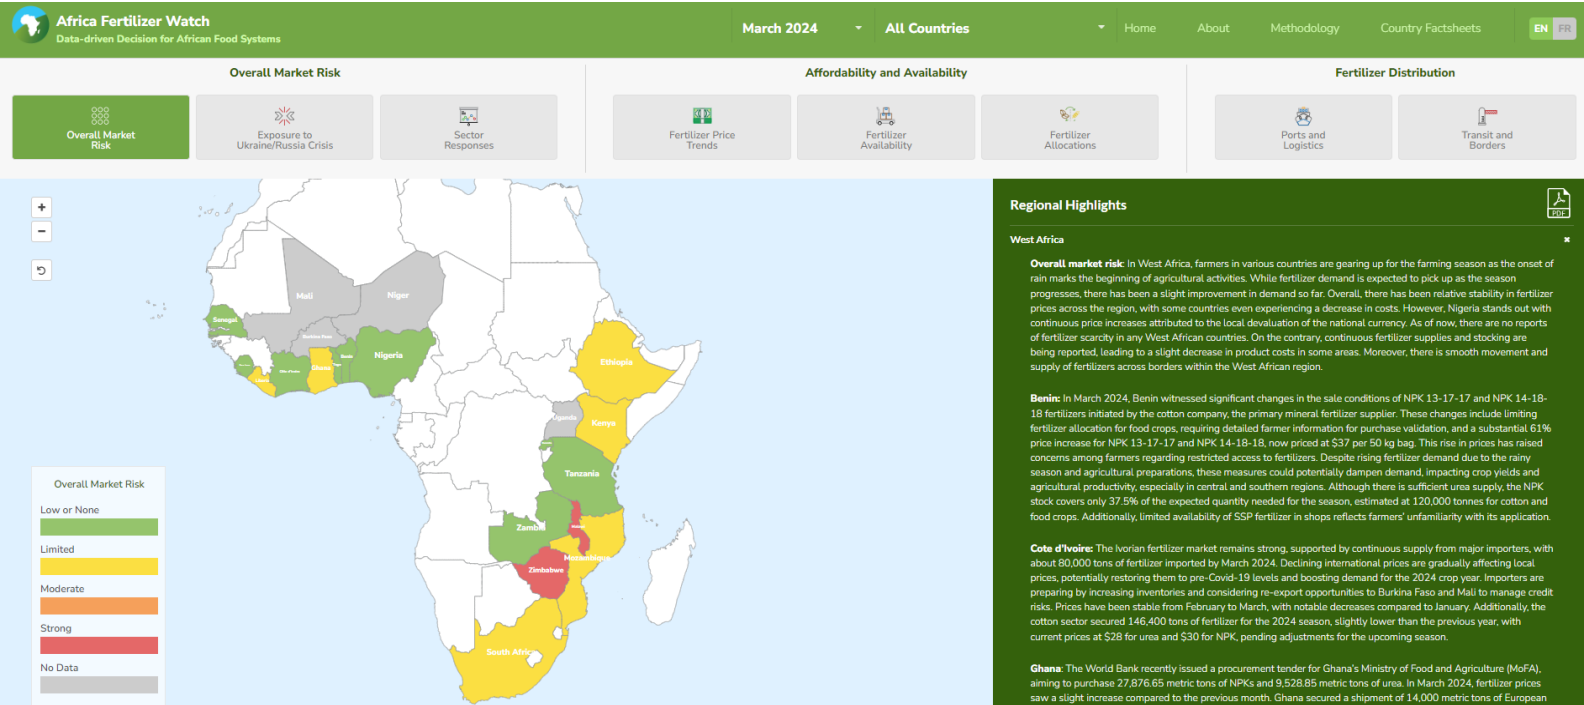 Africa Fertilizer Watch
Data-driven Decision for African Food Systems
March 2024
All Countries
Home
About
Methodology
Country Factsheets
EN
FR
Overall Market Risk
Affordability and Availability
Fertilizer Distribution
Overall Market
Risk
Exposure to
Ukraine/Russia Crisis
Sector
Responses
Fertilizer Price
Trends
Fertilizer
Availability
Fertilizer
Allocations
Ports and
Logistics
Transit and
Borders
+
−
Mali
Niger
Senegal
Burkina Faso
Nigeria
Benin
Ghana
Côte d'Ivoire
Ethiopia
Uganda
Kenya
Tanzania
Zambi
Mozambique
Zimbabwe
South Afric
Overall Market Risk
Low or None
Limited
Moderate
Strong
No Data
Regional Highlights
PDF
West Africa
Overall market risk: In West Africa, farmers in various countries are gearing up for the farming season as the onset of
rain marks the beginning of agricultural activities. While fertilizer demand is expected to pick up as the season
progresses, there has been a slight improvement in demand so far. Overall, there has been relative stability in fertilizer
prices across the region, with some countries even experiencing a decrease in costs. However, Nigeria stands out with
continuous price increases attributed to the local devaluation of the national currency. As of now, there are no reports
of fertilizer scarcity in any West African countries. On the contrary, continuous fertilizer supplies and stocking are
being reported, leading to a slight decrease in product costs in some areas. Moreover, there is smooth movement and
supply of fertilizers across borders within the West African region.
Benin: In March 2024, Benin witnessed significant changes in the sale conditions of NPK 13-17-17 and NPK 14-18-
18 fertilizers initiated by the cotton company, the primary mineral fertilizer supplier. These changes include limiting
fertilizer allocation for food crops, requiring detailed farmer information for purchase validation, and a substantial 61%
price increase for NPK 13-17-17 and NPK 14-18-18, now priced at $37 per 50 kg bag. This rise in prices has raised
concerns among farmers regarding restricted access to fertilizers. Despite rising fertilizer demand due to the rainy
season and agricultural preparations, these measures could potentially dampen demand, impacting crop yields and
agricultural productivity, especially in central and southern regions. Although there is sufficient urea supply, the NPK
stock covers only 37.5% of the expected quantity needed for the season, estimated at 120,000 tonnes for cotton and
food crops. Additionally, limited availability of SSP fertilizer in shops reflects farmers' unfamiliarity with its application.
Cote d'Ivoire: The Ivorian fertilizer market remains strong, supported by continuous supply from major importers, with
about 80,000 tons of fertilizer imported by March 2024. Declining international prices are gradually affecting local
prices, potentially restoring them to pre-Covid-19 levels and boosting demand for the 2024 crop year. Importers are
preparing by increasing inventories and considering re-export opportunities to Burkina Faso and Mali to manage credit
risks. Prices have been stable from February to March, with notable decreases compared to January. Additionally, the
cotton sector secured 146,400 tons of fertilizer for the 2024 season, slightly lower than the previous year, with
current prices at $28 for urea and $30 for NPK, pending adjustments for the upcoming season.
Ghana: The World Bank recently issued a procurement tender for Ghana's Ministry of Food and Agriculture (MoFA),
aiming to purchase 27,876.65 metric tons of NPKs and 9,528.85 metric tons of urea. In March 2024, fertilizer prices
saw a slight increase compared to the previous month. Ghana secured a shipment of 14,000 metric tons of European